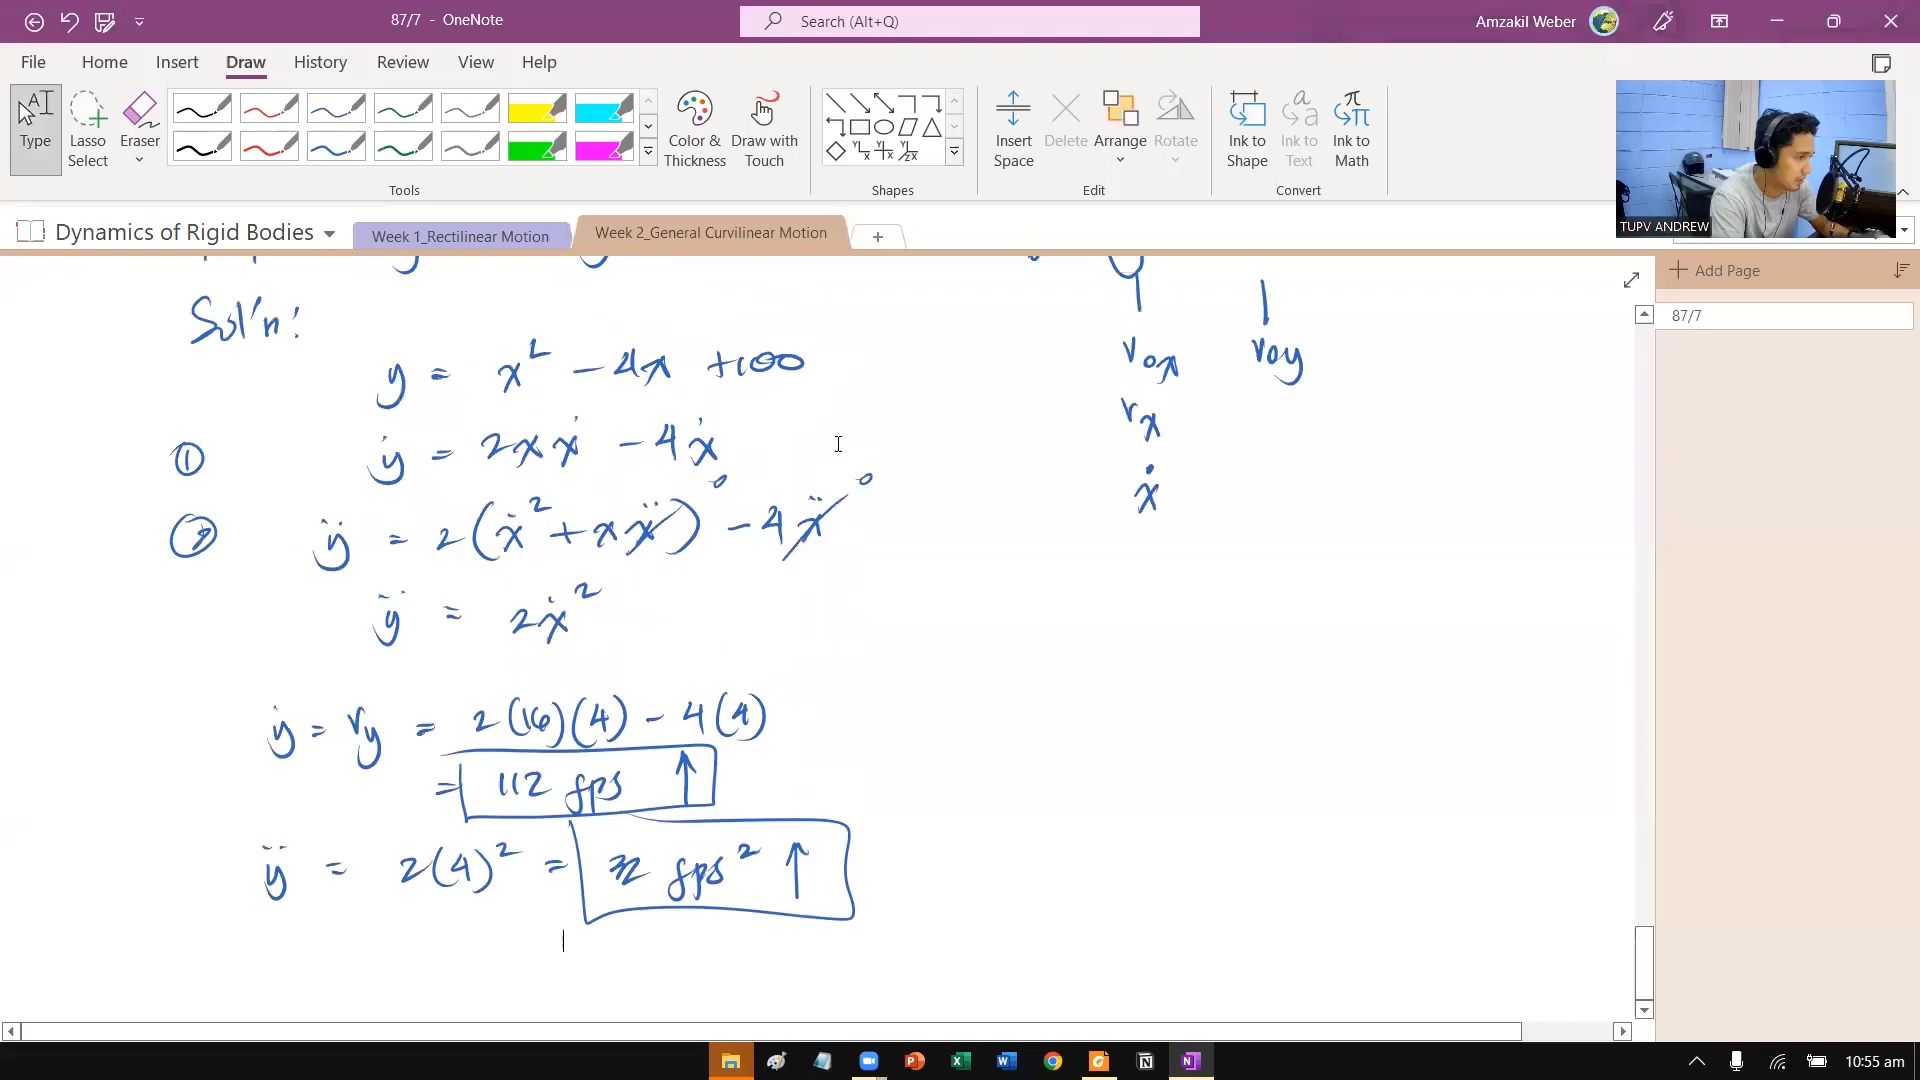 87/7 - OneNote
Search (Alt+Q)
Amzakil Weber
File Home Insert Draw History Review View Help
Type
Lasso Select
Eraser
Color & Thickness
Draw with Touch
Insert Space
Delete
Arrange
Rotate
Ink to Shape
Ink to Text
Ink to Math
Tools
Shapes
Edit
Convert
TUPV ANDREW
Dynamics of Rigid Bodies
Week 1_Rectilinear Motion
Week 2_General Curvilinear Motion
Add Page
87/7
Sol'n:
y = x² - 4x + 100
① ẏ = 2xẋ - 4ẋ
② ÿ = 2(ẋ² + xẍ)⁰ - 4ẍ⁰
ÿ = 2ẋ²
ẏ = vy = 2(16)(4) - 4(4)
= 112 fps ↑
ÿ = 2(4)² = 32 fps² ↑
v0x v0y
vx
ẋ
10:55 am